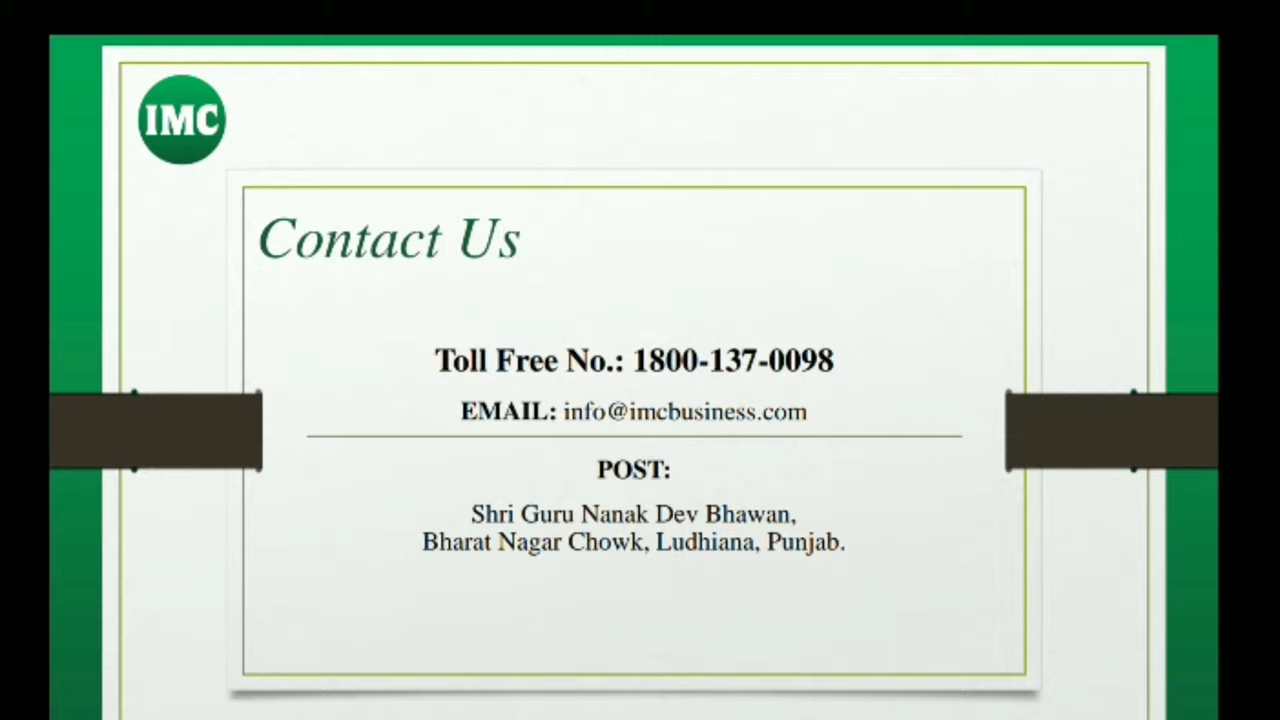 IMC
Contact Us
Toll Free No.: 1800-137-0098
EMAIL: info@imcbusiness.com
POST:
Shri Guru Nanak Dev Bhawan,
Bharat Nagar Chowk, Ludhiana, Punjab.